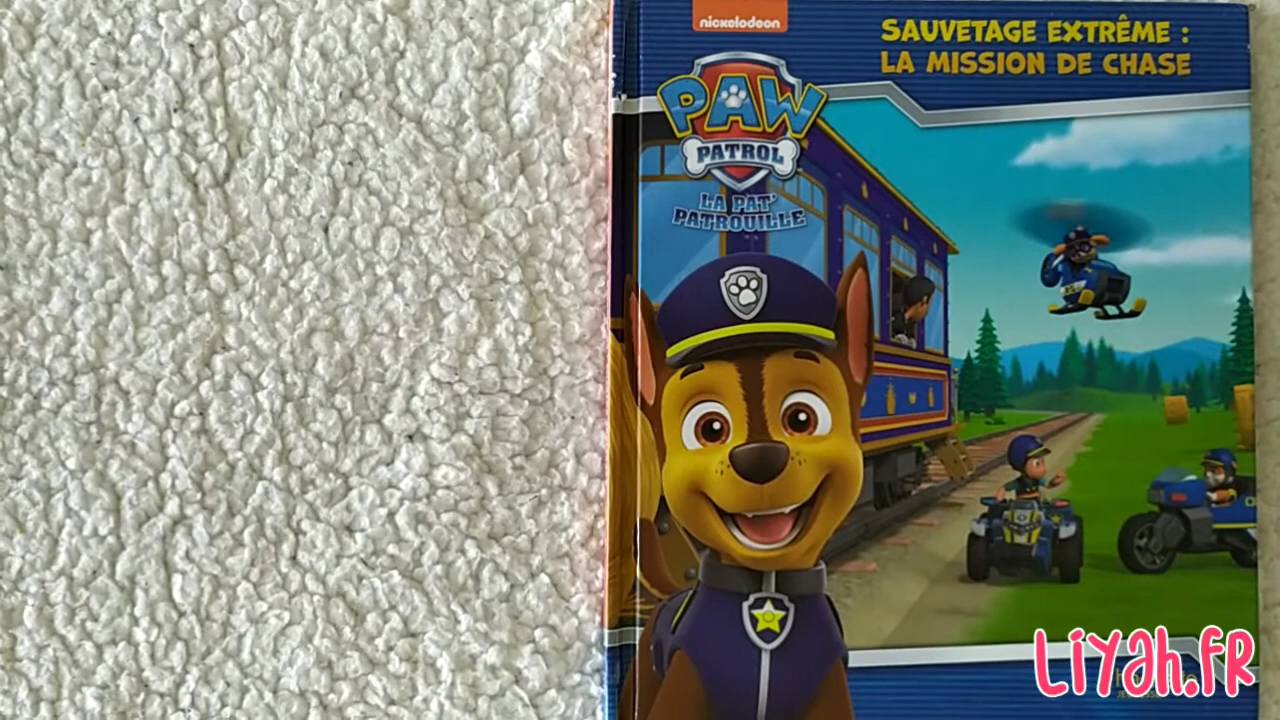 nickelodeon
SAUVETAGE EXTRÊME :
LA MISSION DE CHASE
PAW
PATROL
LA PAT'
PATROUILLE
Liyah.FR